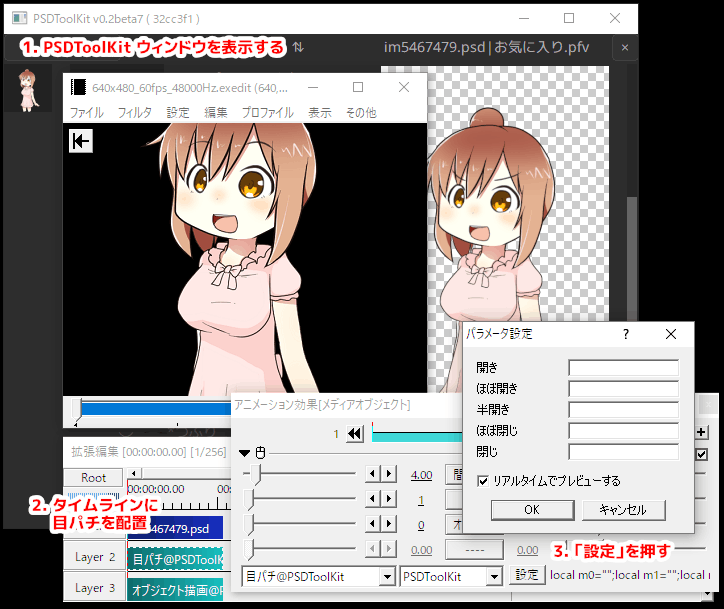 PSDToolKit v0.2beta7 ( 32cc3f1 )
1. PSDToolKit ウィンドウを表示する
im5467479.psd | お気に入り.pfv
640x480_60fps_48000Hz.exedit (640,...
ファイル フィルタ 設定 編集 プロファイル 表示 その他
パラメータ設定
開き
ほぼ開き
半開き
ほぼ閉じ
閉じ
リアルタイムでプレビューする
OK キャンセル
アニメーション効果[メディアオブジェクト]
1
4.00
1
0
0.00 ---- 0.00
目パチ@PSDToolKit PSDToolKit 設定 local m0="";local m1="";local
3. 「設定」を押す
拡張編集 [00:00:00.00] [1/256]
Root
00:00:00.00
2. タイムラインに
目パチを配置
467479.psd
Layer 2 目パチ@PSDToolK
Layer 3 オブジェクト描画@P